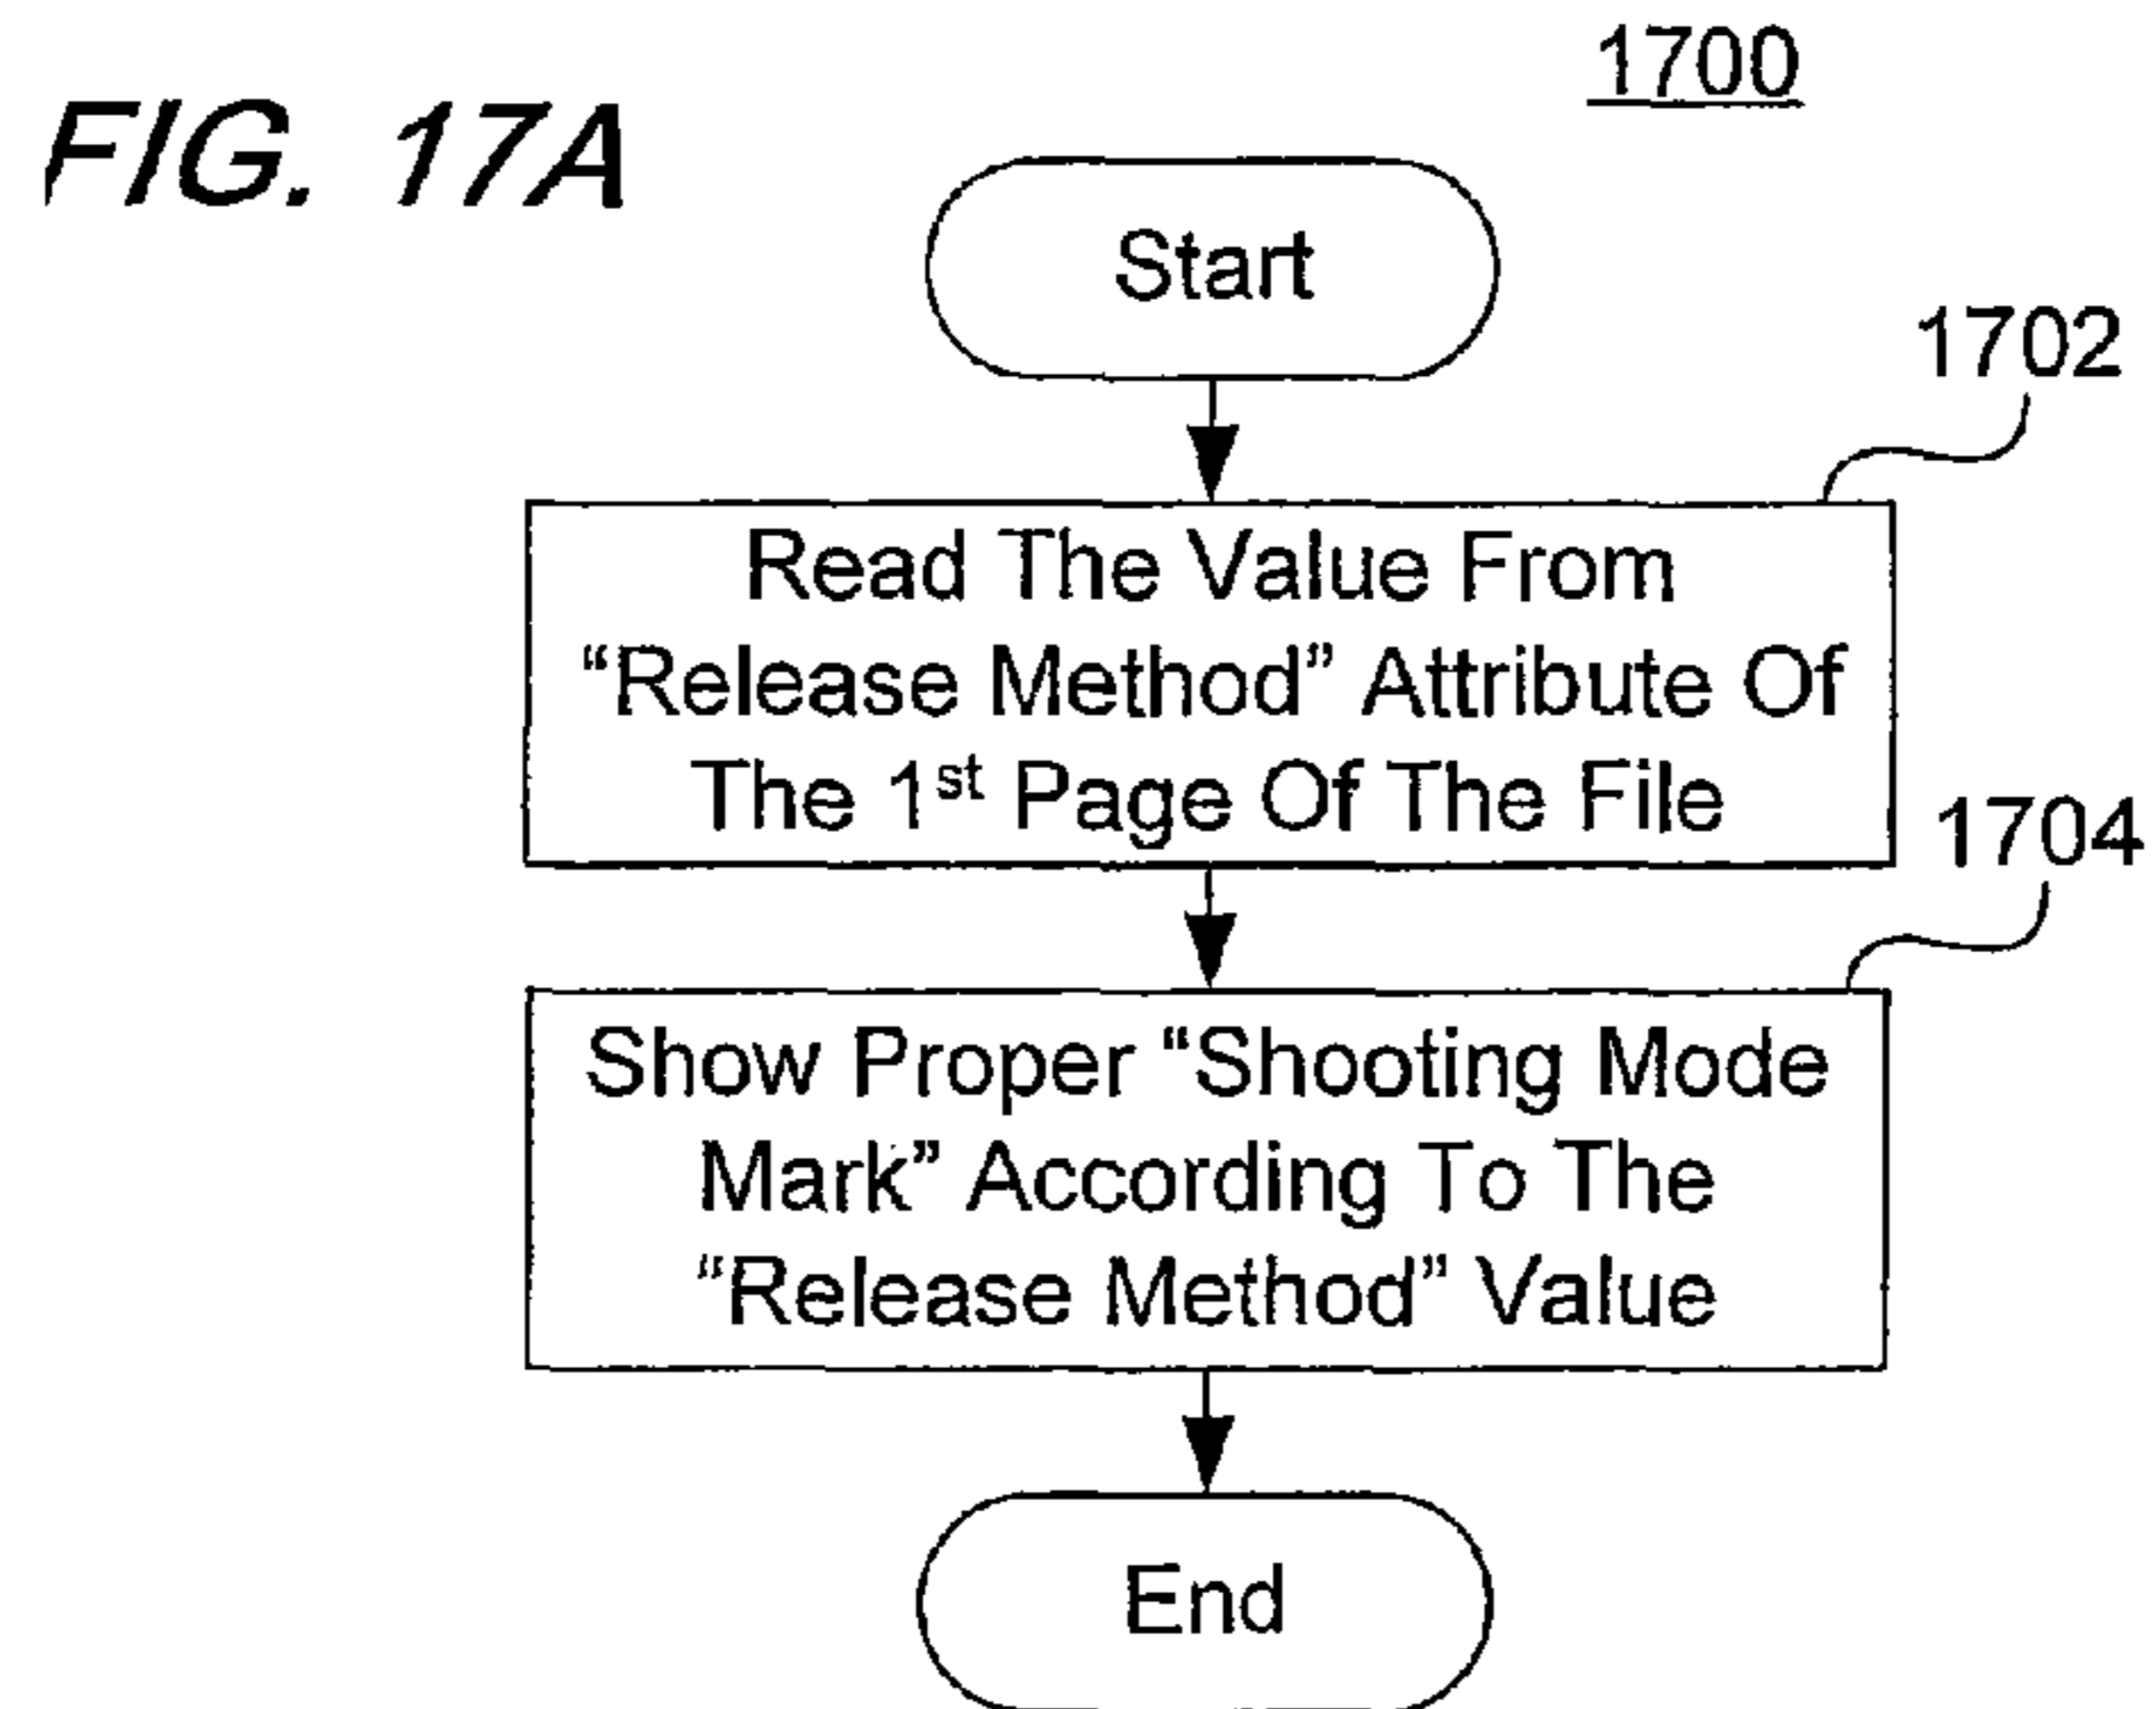 1700
FIG. 17A
Start
1702
Read The Value From
“Release Method” Attribute Of
The 1st Page Of The File
1704
Show Proper “Shooting Mode
Mark” According To The
“Release Method” Value
End